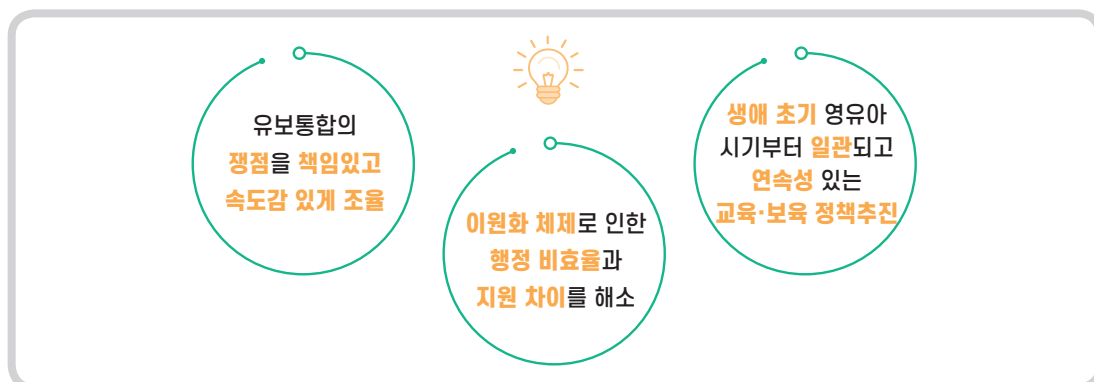 유보통합의
쟁점을 책임있고
속도감 있게 조율
이원화 체제로 인한
행정 비효율과
지원 차이를 해소
생애 초기 영유아
시기부터 일관되고
연속성 있는
교육·보육 정책추진